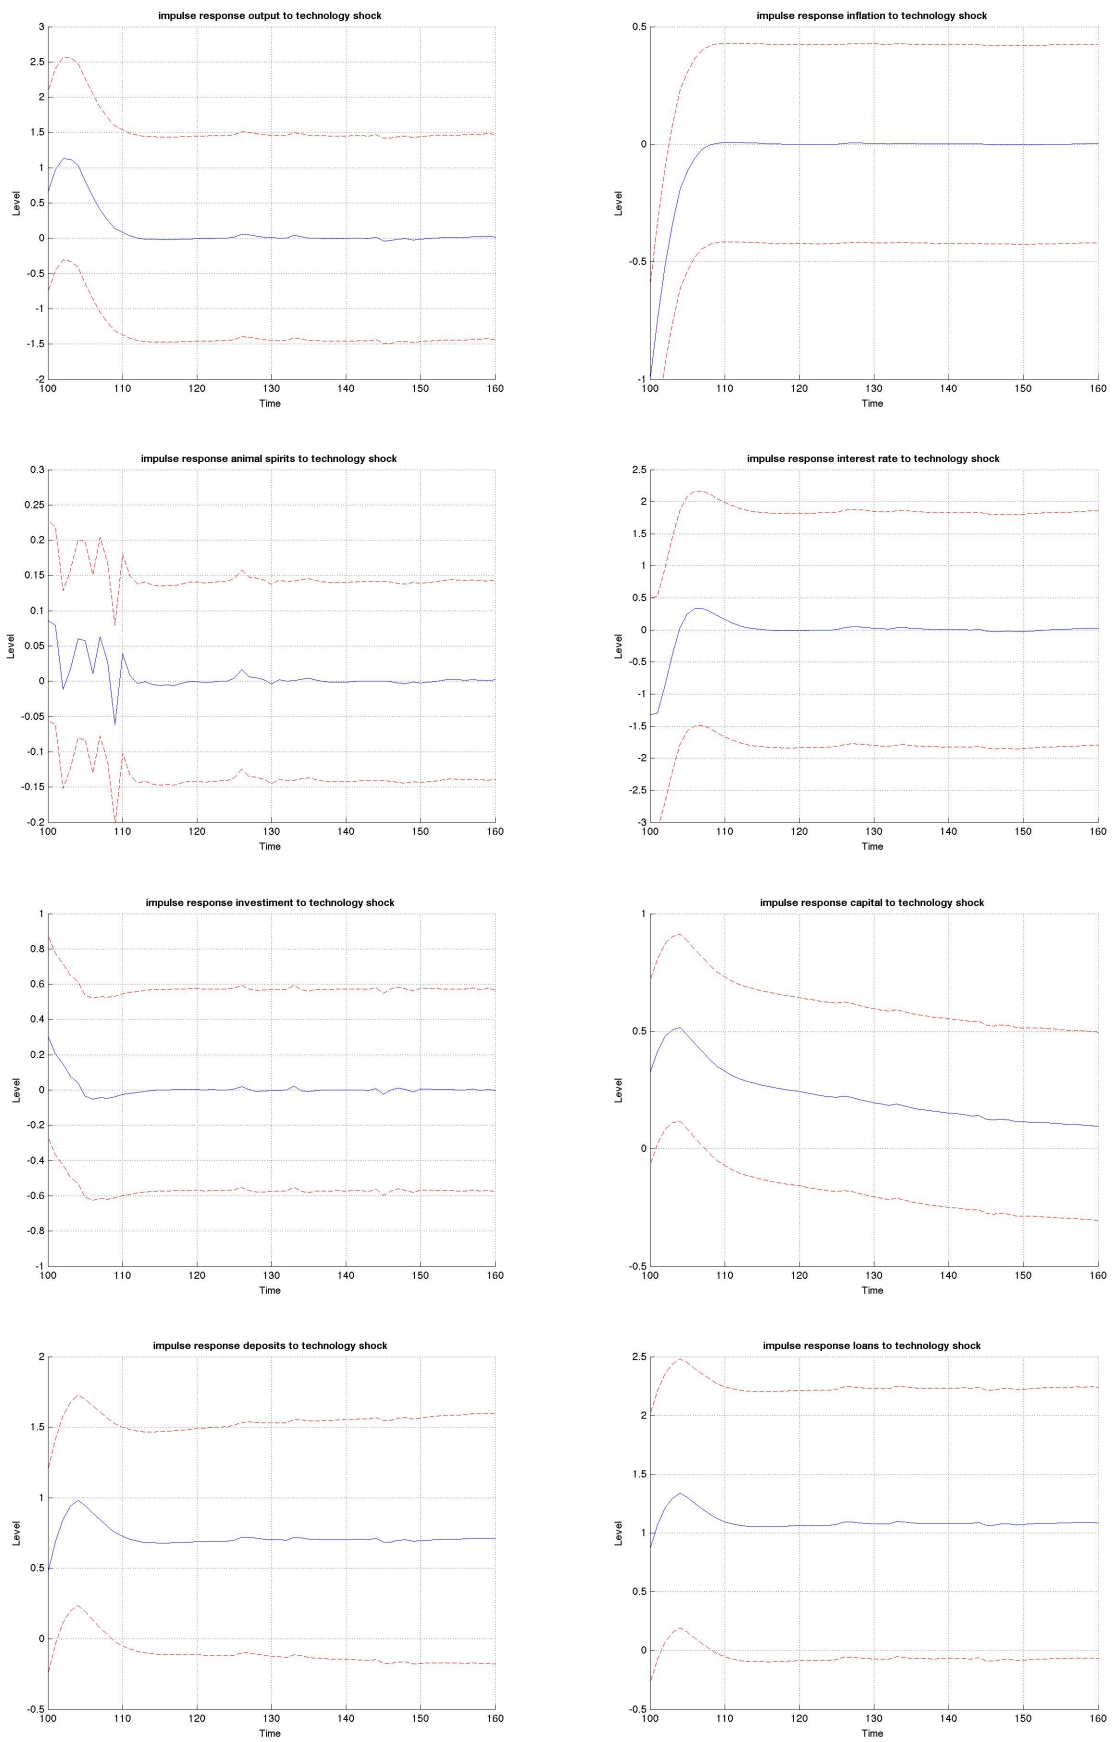 impulse response output to technology shock
3
2.5
2
1.5
1
0.5
0
-0.5
-1
-1.5
-2
Level
100 110 120 130 140 150 160
Time
impulse response inflation to technology shock
0.5
0
-0.5
-1
Level
100 110 120 130 140 150 160
Time
impulse response animal spirits to technology shock
0.3
0.25
0.2
0.15
0.1
0.05
0
-0.05
-0.1
-0.15
-0.2
Level
100 110 120 130 140 150 160
Time
impulse response interest rate to technology shock
2.5
2
1.5
1
0.5
0
-0.5
-1
-1.5
-2
-2.5
-3
Level
100 110 120 130 140 150 160
Time
impulse response investiment to technology shock
1
0.8
0.6
0.4
0.2
0
-0.2
-0.4
-0.6
-0.8
-1
Level
100 110 120 130 140 150 160
Time
impulse response capital to technology shock
1
0.5
0
-0.5
Level
100 110 120 130 140 150 160
Time
impulse response deposits to technology shock
2
1.5
1
0.5
0
-0.5
Level
100 110 120 130 140 150 160
Time
impulse response loans to technology shock
2.5
2
1.5
1
0.5
0
-0.5
Level
100 110 120 130 140 150 160
Time